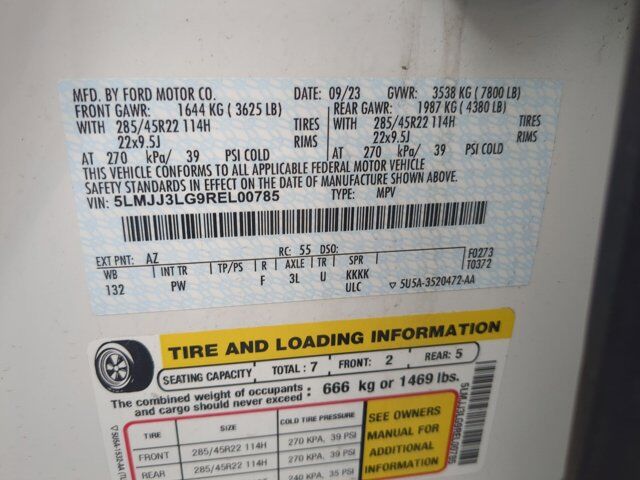 MFD. BY FORD MOTOR CO. DATE: 09/23 GVWR: 3538 KG (7800 LB)
FRONT GAWR: 1644 KG (3625 LB) REAR GAWR: 1987 KG (4380 LB)
WITH 285/45R22 114H TIRES WITH 285/45R22 114H TIRES
22x9.5J RIMS 22x9.5J RIMS
AT 270 kPa/ 39 PSI COLD AT 270 kPa/ 39 PSI COLD
THIS VEHICLE CONFORMS TO ALL APPLICABLE FEDERAL MOTOR VEHICLE
SAFETY STANDARDS IN EFFECT ON THE DATE OF MANUFACTURE SHOWN ABOVE.
VIN: 5LMJJ3LG9REL00785 TYPE: MPV
EXT PNT: AZ RC: 55 DSO: F0273
WB INT TR TP/PS R AXLE TR SPR T0372
132 PW F 3L U KKKK
ULC ▽ 5U5A-3520472-AA
TIRE AND LOADING INFORMATION
SEATING CAPACITY TOTAL: 7 FRONT: 2 REAR: 5
The combined weight of occupants and cargo should never exceed: 666 kg or 1469 lbs.
TIRE SIZE COLD TIRE PRESSURE SEE OWNERS
FRONT 285/45R22 114H 270 KPA, 39 PSI MANUAL FOR
REAR 285/45R22 114H 270 KPA, 39 PSI ADDITIONAL
240 KPA, 35 PSI INFORMATION
5LMJJ3LG9REL00785